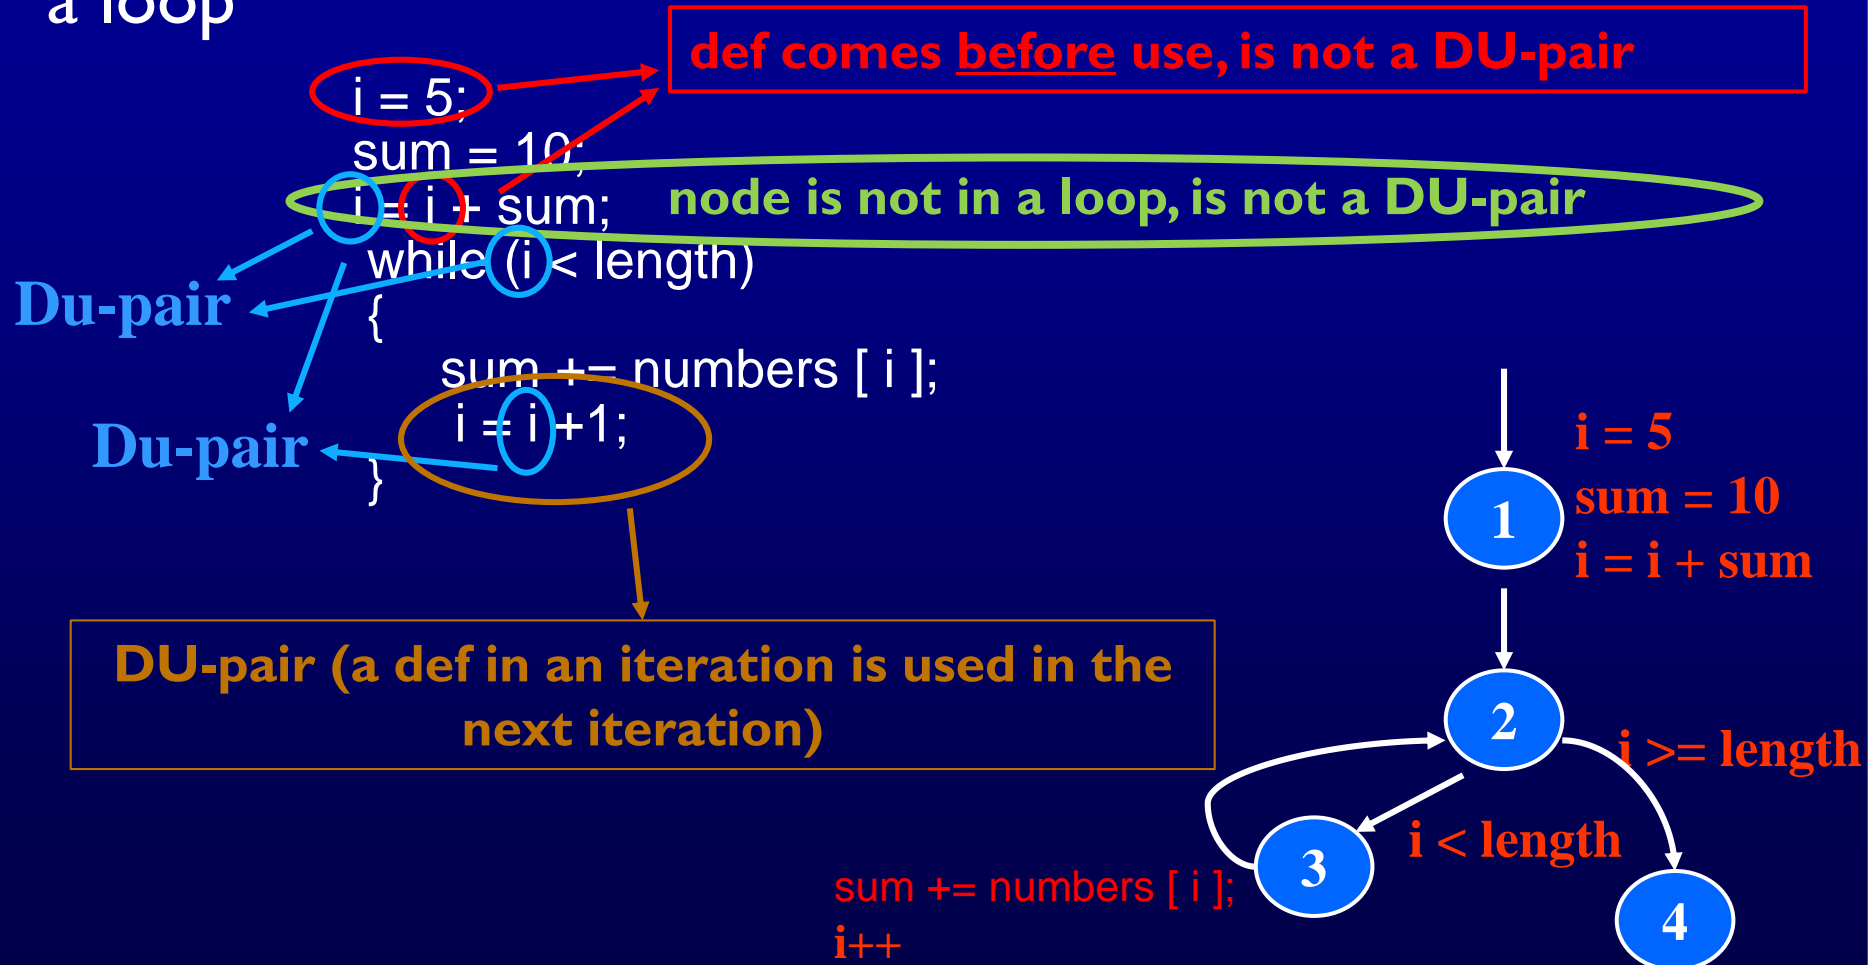 a loop
def comes before use, is not a DU-pair
i = 5;
sum = 10;
i = i + sum;
node is not in a loop, is not a DU-pair
while (i < length)
Du-pair
{
sum += numbers [ i ];
i = i +1;
Du-pair
}
i = 5
sum = 10
i = i + sum
1
DU-pair (a def in an iteration is used in the
next iteration)
2
i >= length
i < length
3
sum += numbers [ i ];
i++
4